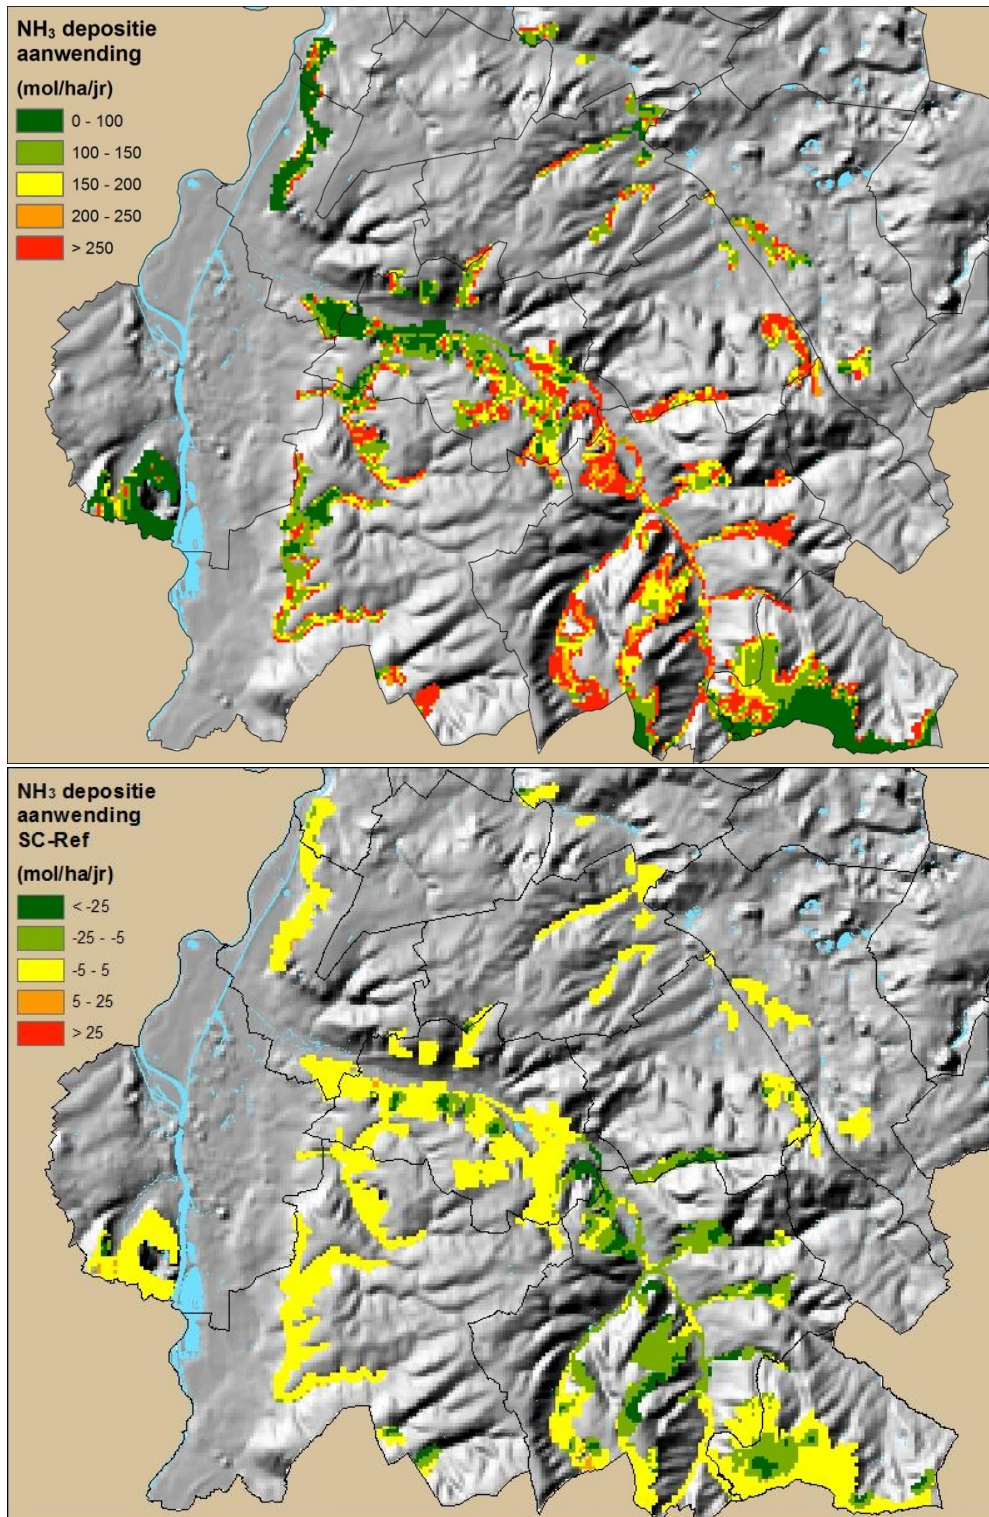 NH₃ depositie
aanwending
(mol/ha/jr)
0 - 100
100 - 150
150 - 200
200 - 250
> 250
NH₃ depositie
aanwending
SC-Ref
(mol/ha/jr)
< -25
-25 - -5
-5 - 5
5 - 25
> 25